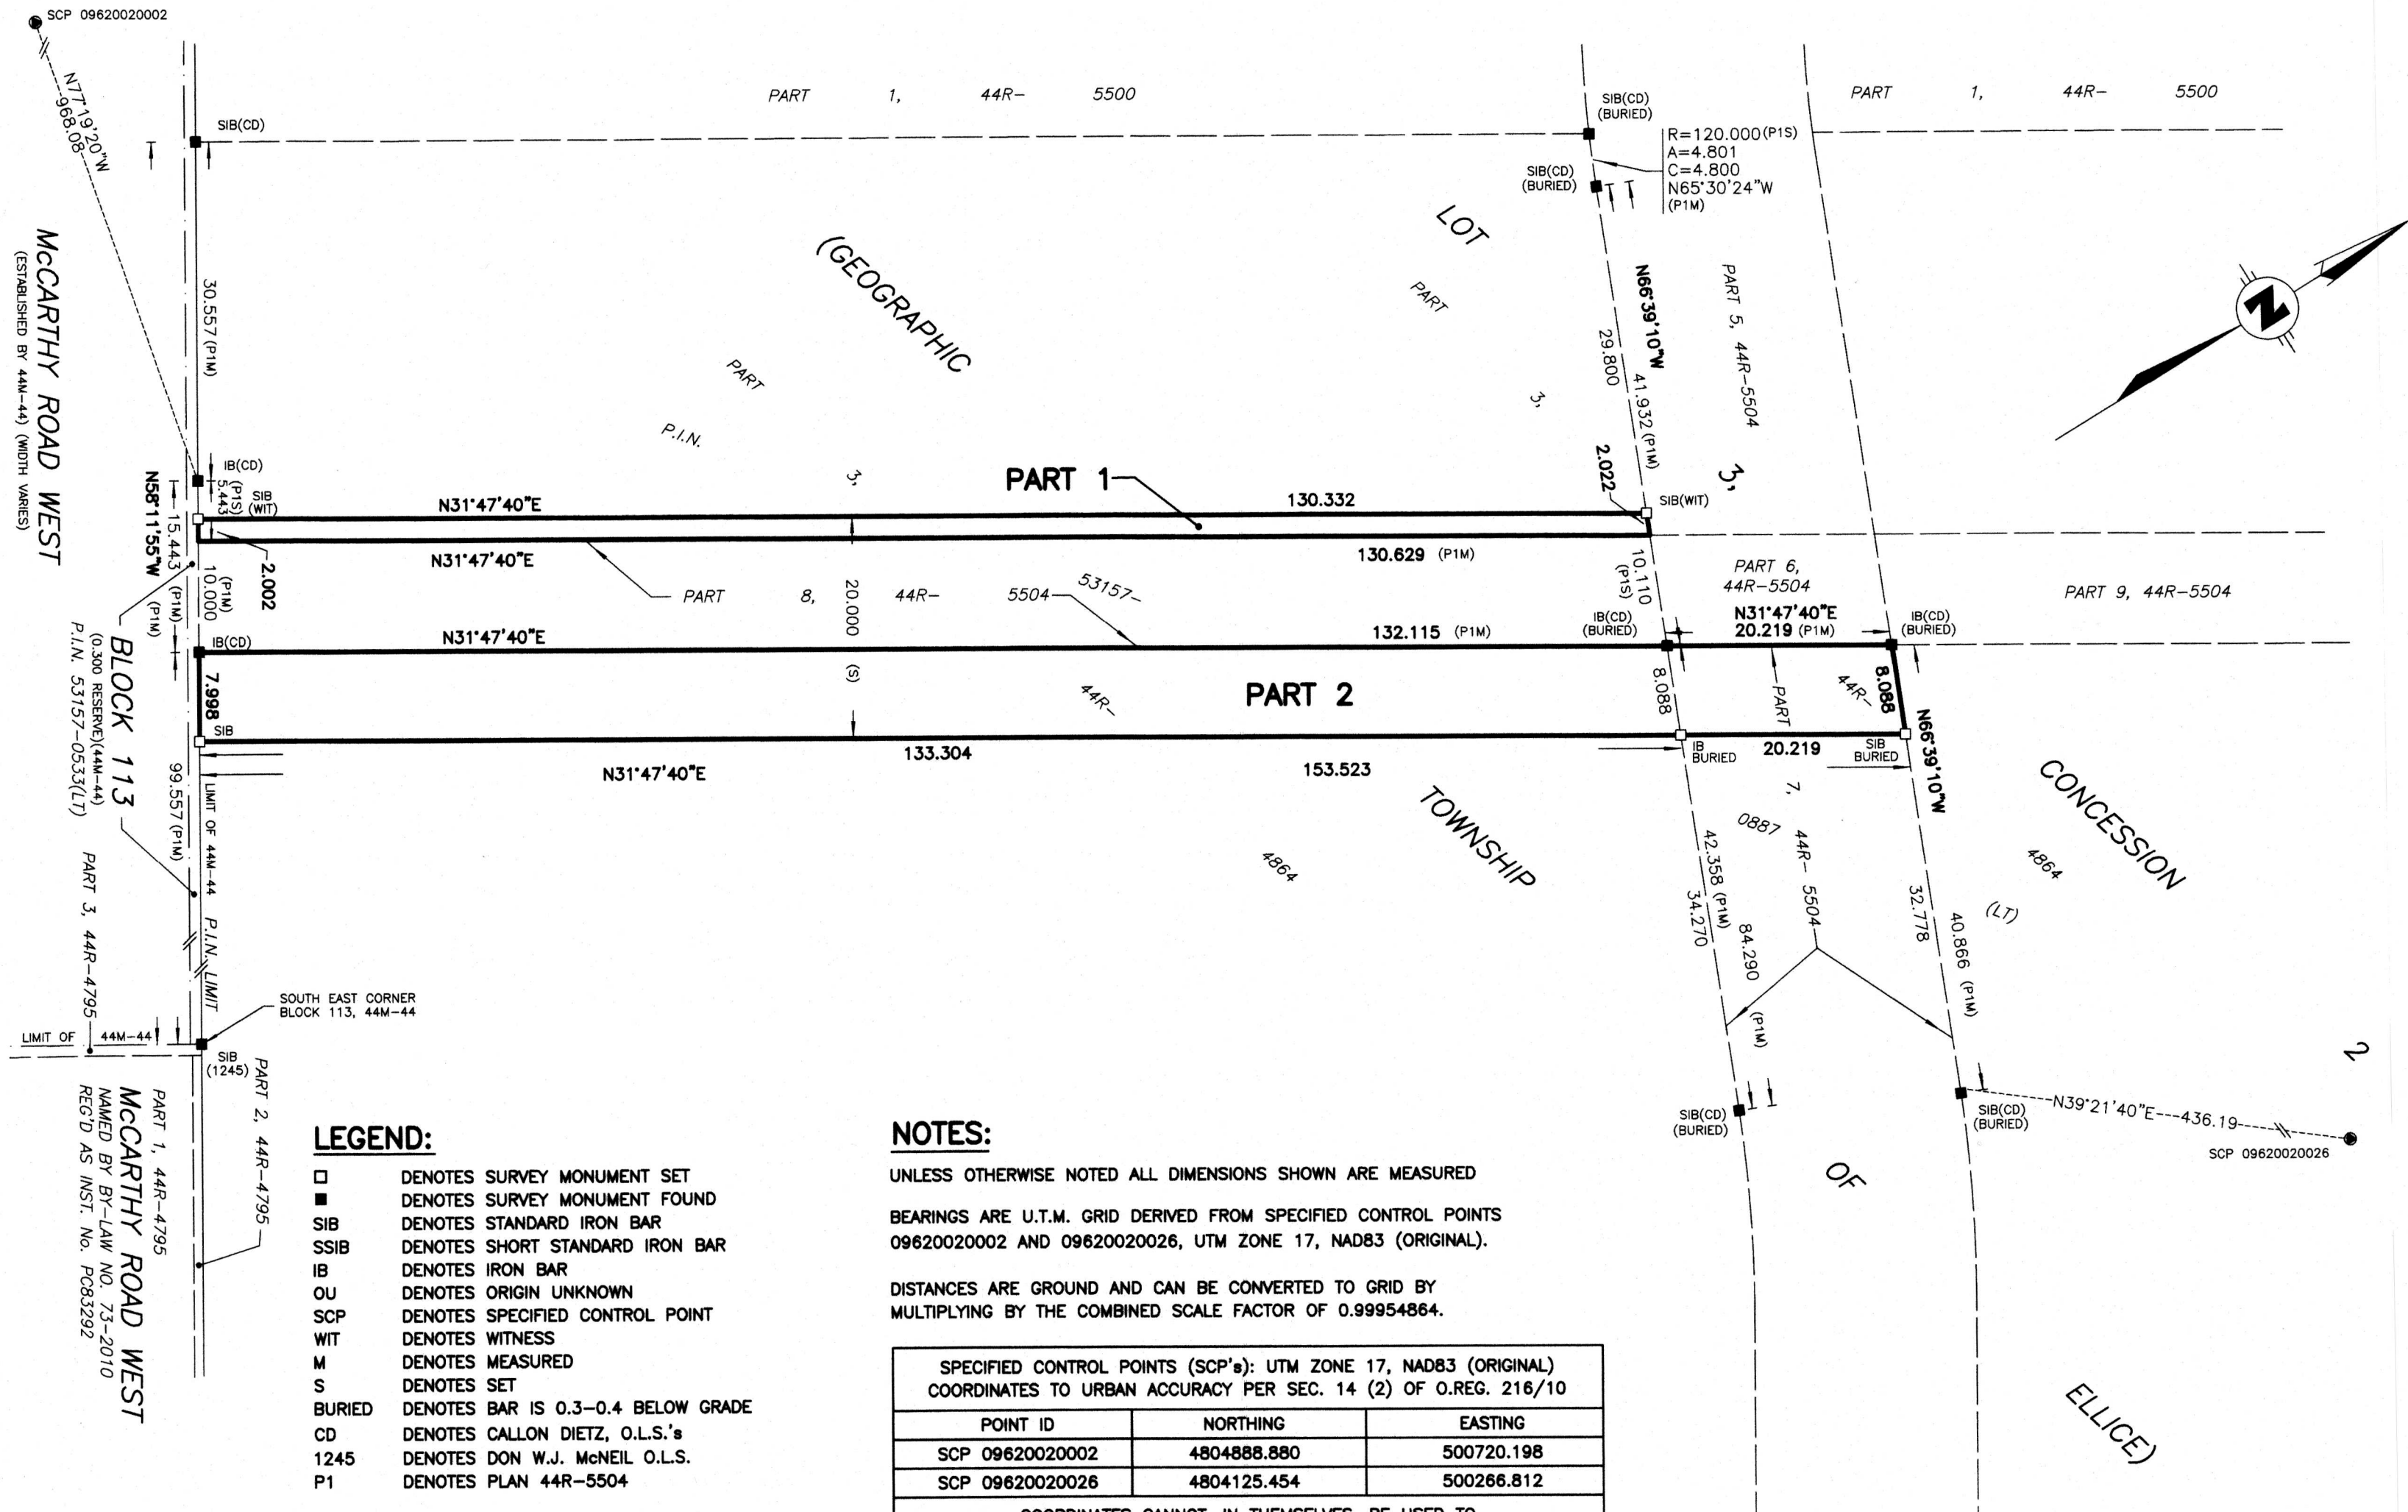 SCP 09620020002
N77°19'20"W
968.08
SIB(CD)
PART 1, 44R- 5500
SIB(CD)
(BURIED)
SIB(CD)
(BURIED)
R=120.000(P1S)
A=4.801
C=4.800
N65°30'24"W
(P1M)
PART 1, 44R- 5500
McCARTHY ROAD WEST
(ESTABLISHED BY 44M-44) (WIDTH VARIES)
30.557 (P1M)
(GEOGRAPHIC
LOT
PART
3,
PART
P.I.N.
3,
N66°39'10"W
29.800
41.932 (P1M)
PART 5, 44R-5504
3,
N
IB(CD)
5.443
(P1S)
SIB
(WIT)
N58°11'55"W (P1M)
15.443 (P1M)
10.000
(P1M)
2.002
N31°47'40"E
PART 1
130.332
2.022
SIB(WIT)
N31°47'40"E
130.629 (P1M)
10.110
(P1S)
PART 6,
44R-5504
PART 9, 44R-5504
PART 8, 44R- 5504
53157-
20.000 (S)
N31°47'40"E
132.115 (P1M)
IB(CD)
(BURIED)
N31°47'40"E
20.219 (P1M)
IB(CD)
(BURIED)
IB(CD)
BLOCK 113
(0.300 RESERVE)(44M-44)
P.I.N. 53157-0533(LT)
7.998
SIB
44R-
PART 2
8.088
PART
44R-
8.088
N66°39'10"W
133.304
N31°47'40"E
153.523
IB
BURIED
20.219
SIB
BURIED
99.557 (P1M)
LIMIT OF 44M-44 P.I.N. LIMIT
PART 3, 44R-4795
TOWNSHIP
4864
7,
0887
44R- 5504
42.358 (P1M)
34.270
84.290
(P1M)
CONCESSION
4864
(LT)
32.778
40.866 (P1M)
2
SOUTH EAST CORNER
BLOCK 113, 44M-44
LIMIT OF 44M-44
SIB
(1245)
PART 2, 44R-4795
PART 1, 44R-4795
McCARTHY ROAD WEST
NAMED BY BY-LAW NO. 73-2010
REG'D AS INST. No. PC83292
SIB(CD)
(BURIED)
SIB(CD)
(BURIED)
N39°21'40"E 436.19
SCP 09620020026
OF
ELLICE)
LEGEND:
DENOTES SURVEY MONUMENT SET
DENOTES SURVEY MONUMENT FOUND
SIB DENOTES STANDARD IRON BAR
SSIB DENOTES SHORT STANDARD IRON BAR
IB DENOTES IRON BAR
OU DENOTES ORIGIN UNKNOWN
SCP DENOTES SPECIFIED CONTROL POINT
WIT DENOTES WITNESS
M DENOTES MEASURED
S DENOTES SET
BURIED DENOTES BAR IS 0.3-0.4 BELOW GRADE
CD DENOTES CALLON DIETZ, O.L.S.'s
1245 DENOTES DON W.J. McNEIL O.L.S.
P1 DENOTES PLAN 44R-5504
NOTES:
UNLESS OTHERWISE NOTED ALL DIMENSIONS SHOWN ARE MEASURED
BEARINGS ARE U.T.M. GRID DERIVED FROM SPECIFIED CONTROL POINTS
09620020002 AND 09620020026, UTM ZONE 17, NAD83 (ORIGINAL).
DISTANCES ARE GROUND AND CAN BE CONVERTED TO GRID BY
MULTIPLYING BY THE COMBINED SCALE FACTOR OF 0.99954864.
SPECIFIED CONTROL POINTS (SCP's): UTM ZONE 17, NAD83 (ORIGINAL)
COORDINATES TO URBAN ACCURACY PER SEC. 14 (2) OF O.REG. 216/10
POINT ID NORTHING EASTING
SCP 09620020002 4804888.880 500720.198
SCP 09620020026 4804125.454 500266.812
COORDINATES CANNOT, IN THEMSELVES, BE USED TO